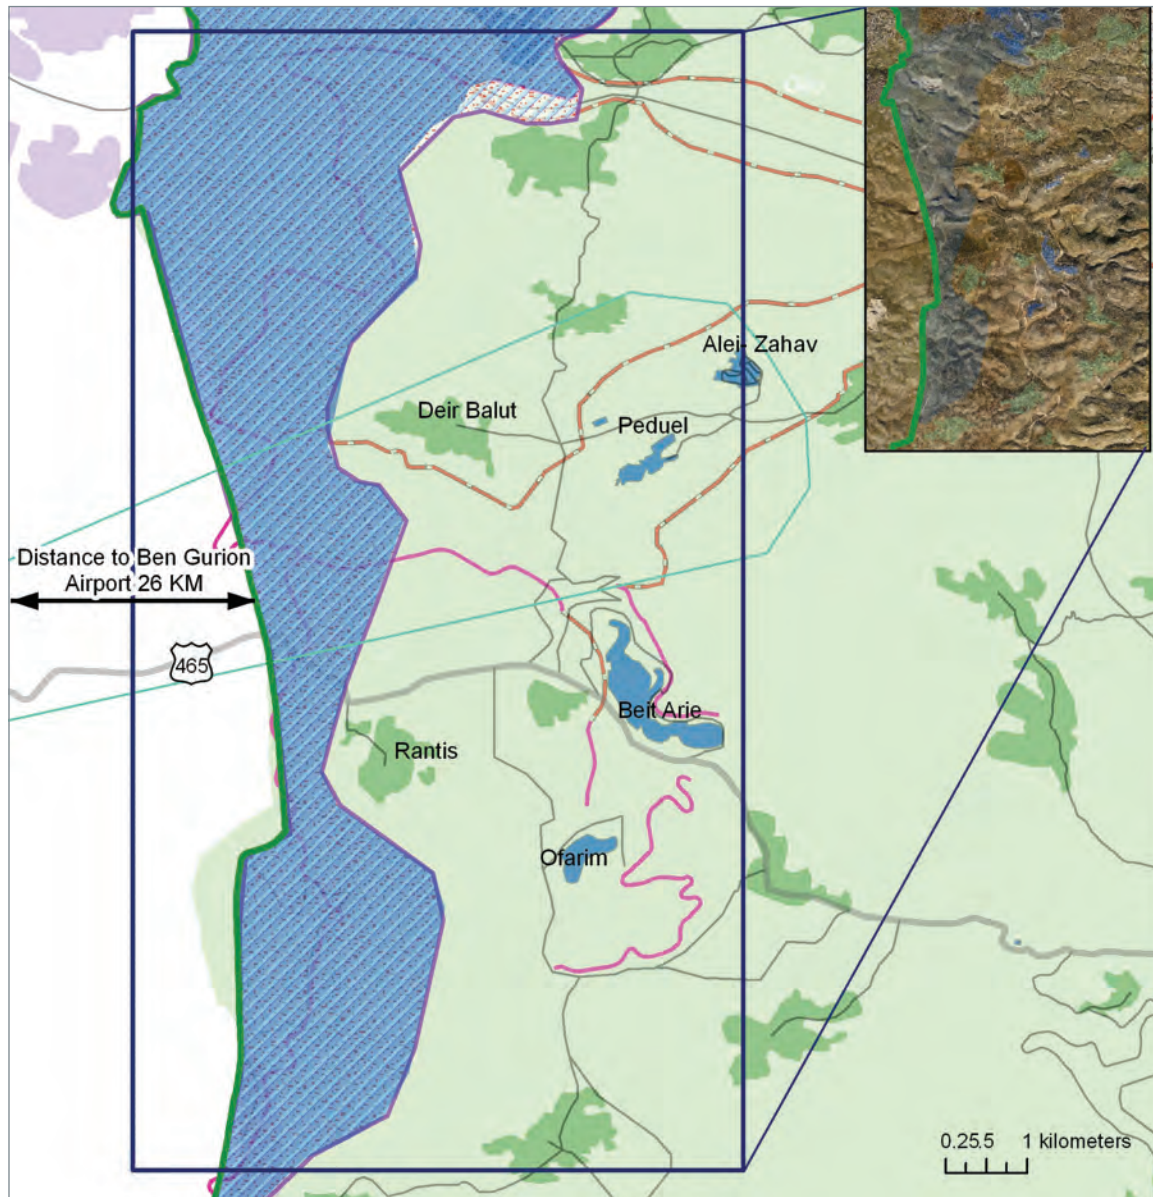 Alei- Zahav
Deir Balut
Peduel
Distance to Ben Gurion
Airport 26 KM
465
Beit Arie
Rantis
Ofarim
0.25.5 1 kilometers